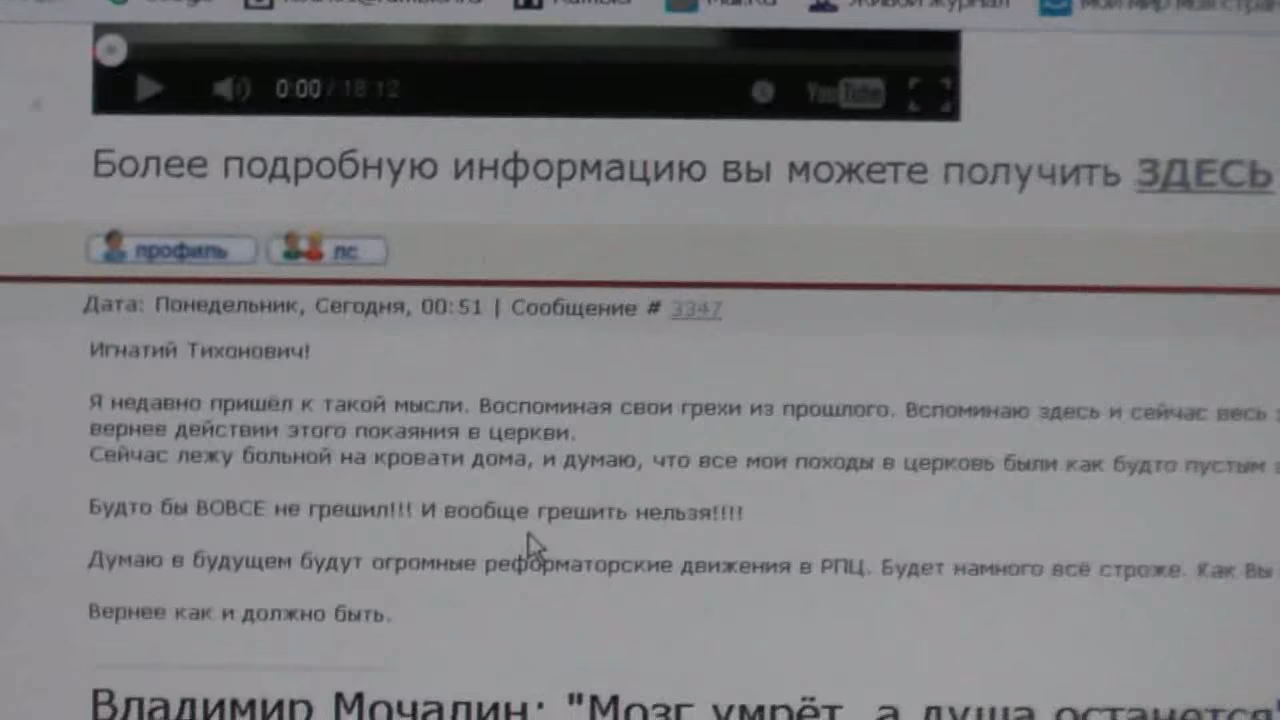 Живой журнал
0:00 / 18:12 YouTube
Более подробную информацию вы можете получить ЗДЕСЬ
профиль лс
Дата: Понедельник, Сегодня, 00:51 | Сообщение # 3347
Игнатий Тихонович!
Я недавно пришёл к такой мысли. Воспоминая свои грехи из прошлого. Вспоминаю здесь и сейчас весь
вернее действии этого покаяния в церкви.
Сейчас лежу больной на кровати дома, и думаю, что все мои походы в церковь были как будто пустым
Будто бы ВОВСЕ не грешил!!! И вообще грешить нельзя!!!!
Думаю в будущем будут огромные реформаторские движения в РПЦ. Будет намного всё строже. Как Вы
Вернее как и должно быть.
Владимир Мочалин: "Мозг умрёт, а душа останется"